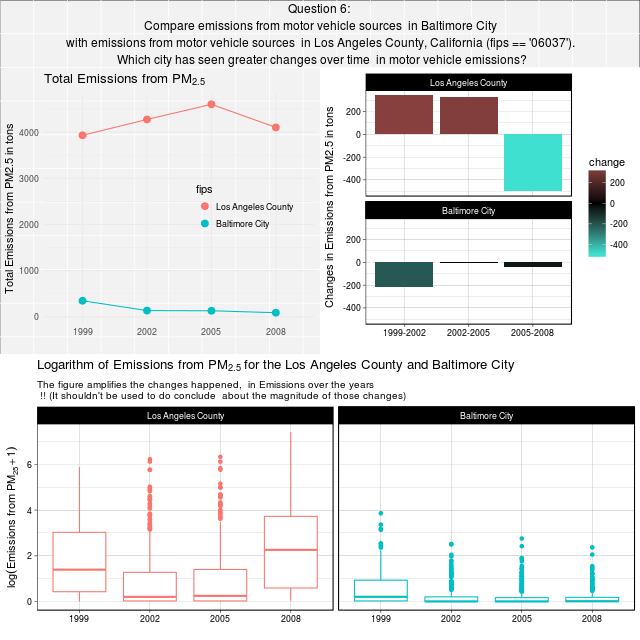 Question 6:
Compare emissions from motor vehicle sources in Baltimore City
with emissions from motor vehicle sources in Los Angeles County, California (fips == '06037').
Which city has seen greater changes over time in motor vehicle emissions?
Total Emissions from PM2.5
Total Emissions from PM2.5 in tons
4000
3000
2000
1000
0
1999
2002
2005
2008
fips
Los Angeles County
Baltimore City
Changes in Emissions from PM2.5 in tons
Los Angeles County
200
0
-200
-400
Baltimore City
200
0
-200
-400
1999-2002
2002-2005
2005-2008
change
200
0
-200
-400
Logarithm of Emissions from PM2.5 for the Los Angeles County and Baltimore City
The figure amplifies the changes happened, in Emissions over the years
!! (It shouldn't be used to do conclude about the magnitude of those changes)
log(Emissions from PM25 + 1)
Los Angeles County
Baltimore City
6
4
2
0
1999
2002
2005
2008
1999
2002
2005
2008